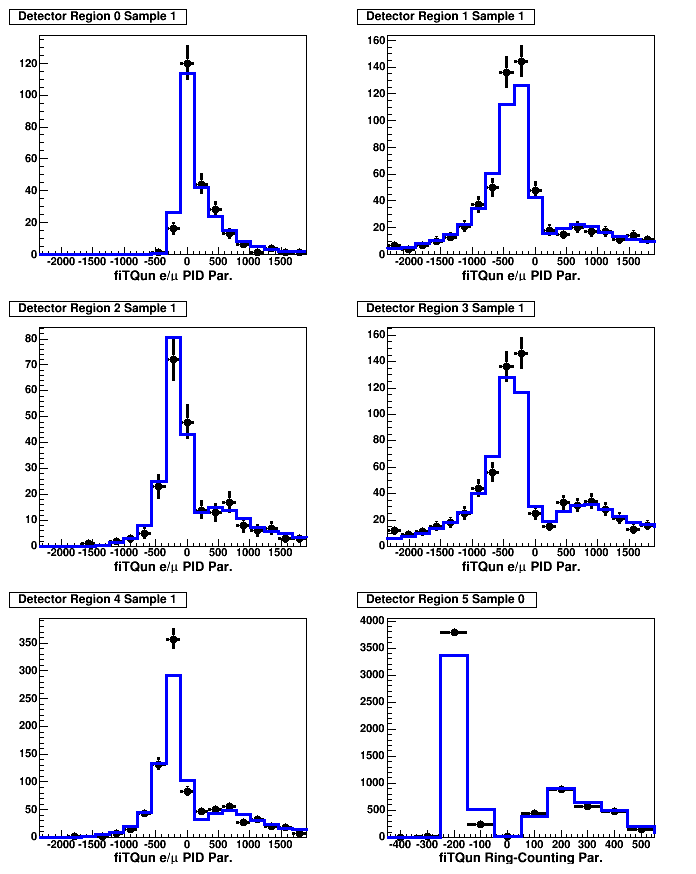 Detector Region 0 Sample 1
120
100
80
60
40
20
0
-2000 -1500 -1000 -500 0 500 1000 1500
fiTQun e/μ PID Par.
Detector Region 1 Sample 1
160
140
120
100
80
60
40
20
0
-2000 -1500 -1000 -500 0 500 1000 1500
fiTQun e/μ PID Par.
Detector Region 2 Sample 1
80
70
60
50
40
30
20
10
0
-2000 -1500 -1000 -500 0 500 1000 1500
fiTQun e/μ PID Par.
Detector Region 3 Sample 1
160
140
120
100
80
60
40
20
0
-2000 -1500 -1000 -500 0 500 1000 1500
fiTQun e/μ PID Par.
Detector Region 4 Sample 1
350
300
250
200
150
100
50
0
-2000 -1500 -1000 -500 0 500 1000 1500
fiTQun e/μ PID Par.
Detector Region 5 Sample 0
4000
3500
3000
2500
2000
1500
1000
500
0
-400 -300 -200 -100 0 100 200 300 400 500
fiTQun Ring-Counting Par.